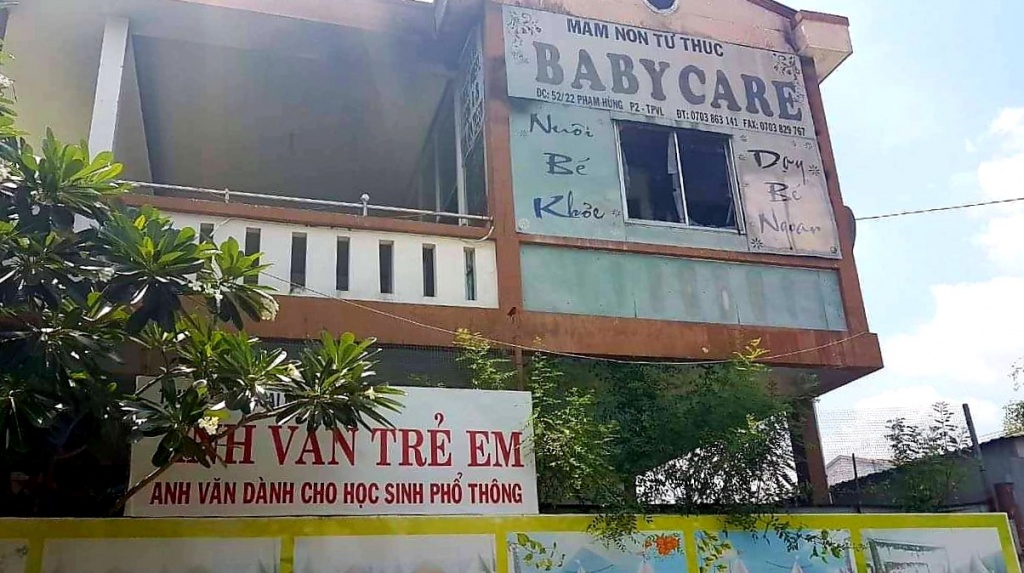 MẦM NON TƯ THỤC
BABY CARE
ĐC: 52/22 PHẠM HÙNG P2 - TPVL ĐT: 0703 863 141 FAX: 0703 829 767
Nuôi
Bé
Khỏe
Dạy
Bé
Ngoan
ANH VĂN TRẺ EM
ANH VĂN DÀNH CHO HỌC SINH PHỔ THÔNG